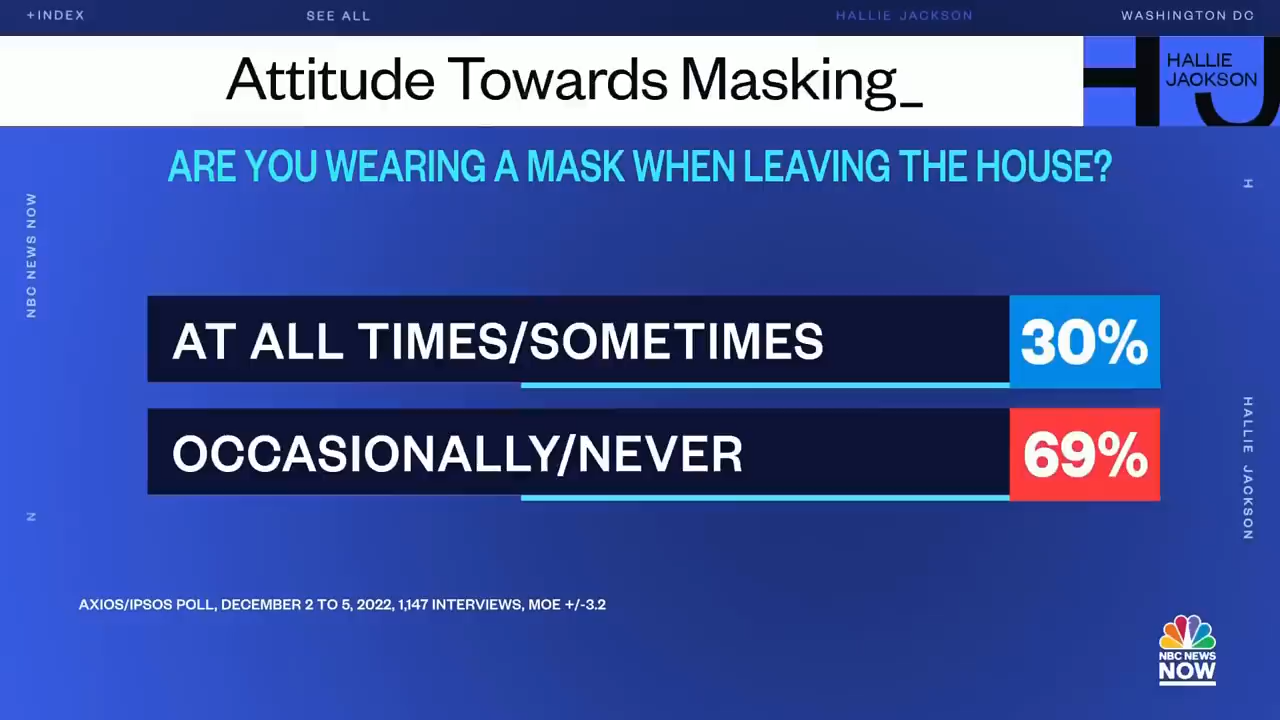 +INDEX
SEE ALL
HALLIE JACKSON
WASHINGTON DC
Attitude Towards Masking_
HALLIE
JACKSON
ARE YOU WEARING A MASK WHEN LEAVING THE HOUSE?
NBC NEWS NOW
H
AT ALL TIMES/SOMETIMES 30%
OCCASIONALLY/NEVER 69%
HALLIE JACKSON
N
AXIOS/IPSOS POLL, DECEMBER 2 TO 5, 2022, 1,147 INTERVIEWS, MOE +/-3.2
NBC NEWS
NOW